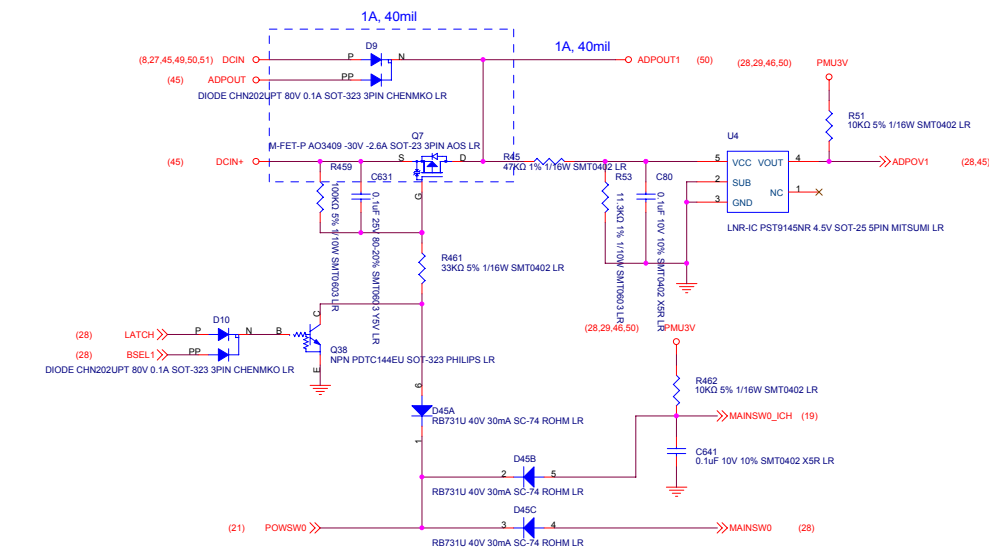 1A, 40mil
D9
1A, 40mil
(8,27,45,49,50,51) DCIN
P
N
ADPOUT1 (50)
(28,29,46,50)
PMU3V
(45) ADPOUT
PP
DIODE CHN202UPT 80V 0.1A SOT-323 3PIN CHENMKO LR
R51
10KΩ 5% 1/16W SMT0402 LR
Q7
M-FET-P AO3409 -30V -2.6A SOT-23 3PIN AOS LR
U4
(45) DCIN+
S
D
R45
47KΩ 1% 1/16W SMT0402 LR
5 VCC VOUT 4
ADPOV1 (28,45)
2 SUB
NC 1
3 GND
LNR-IC PST9145NR 4.5V SOT-25 5PIN MITSUMI LR
R459
100KΩ 5% 1/10W SMT0603 LR
C631
0.1uF 25V 80-20% SMT0603 Y5V LR
G
R53
11.3KΩ 1% 1/10W SMT0603 LR
C80
0.1uF 10V 10% SMT0402 X5R LR
R461
33KΩ 5% 1/16W SMT0402 LR
D10
(28) LATCH
P
N
B
C
E
(28) BSEL1
PP
DIODE CHN202UPT 80V 0.1A SOT-323 3PIN CHENMKO LR
Q38
NPN PDTC144EU SOT-323 PHILIPS LR
(28,29,46,50)
PMU3V
R462
10KΩ 5% 1/16W SMT0402 LR
6
D45A
RB731U 40V 30mA SC-74 ROHM LR
1
MAINSW0_ICH (19)
C641
0.1uF 10V 10% SMT0402 X5R LR
D45B
2
5
RB731U 40V 30mA SC-74 ROHM LR
D45C
(21) POWSW0
3
4
MAINSW0 (28)
RB731U 40V 30mA SC-74 ROHM LR